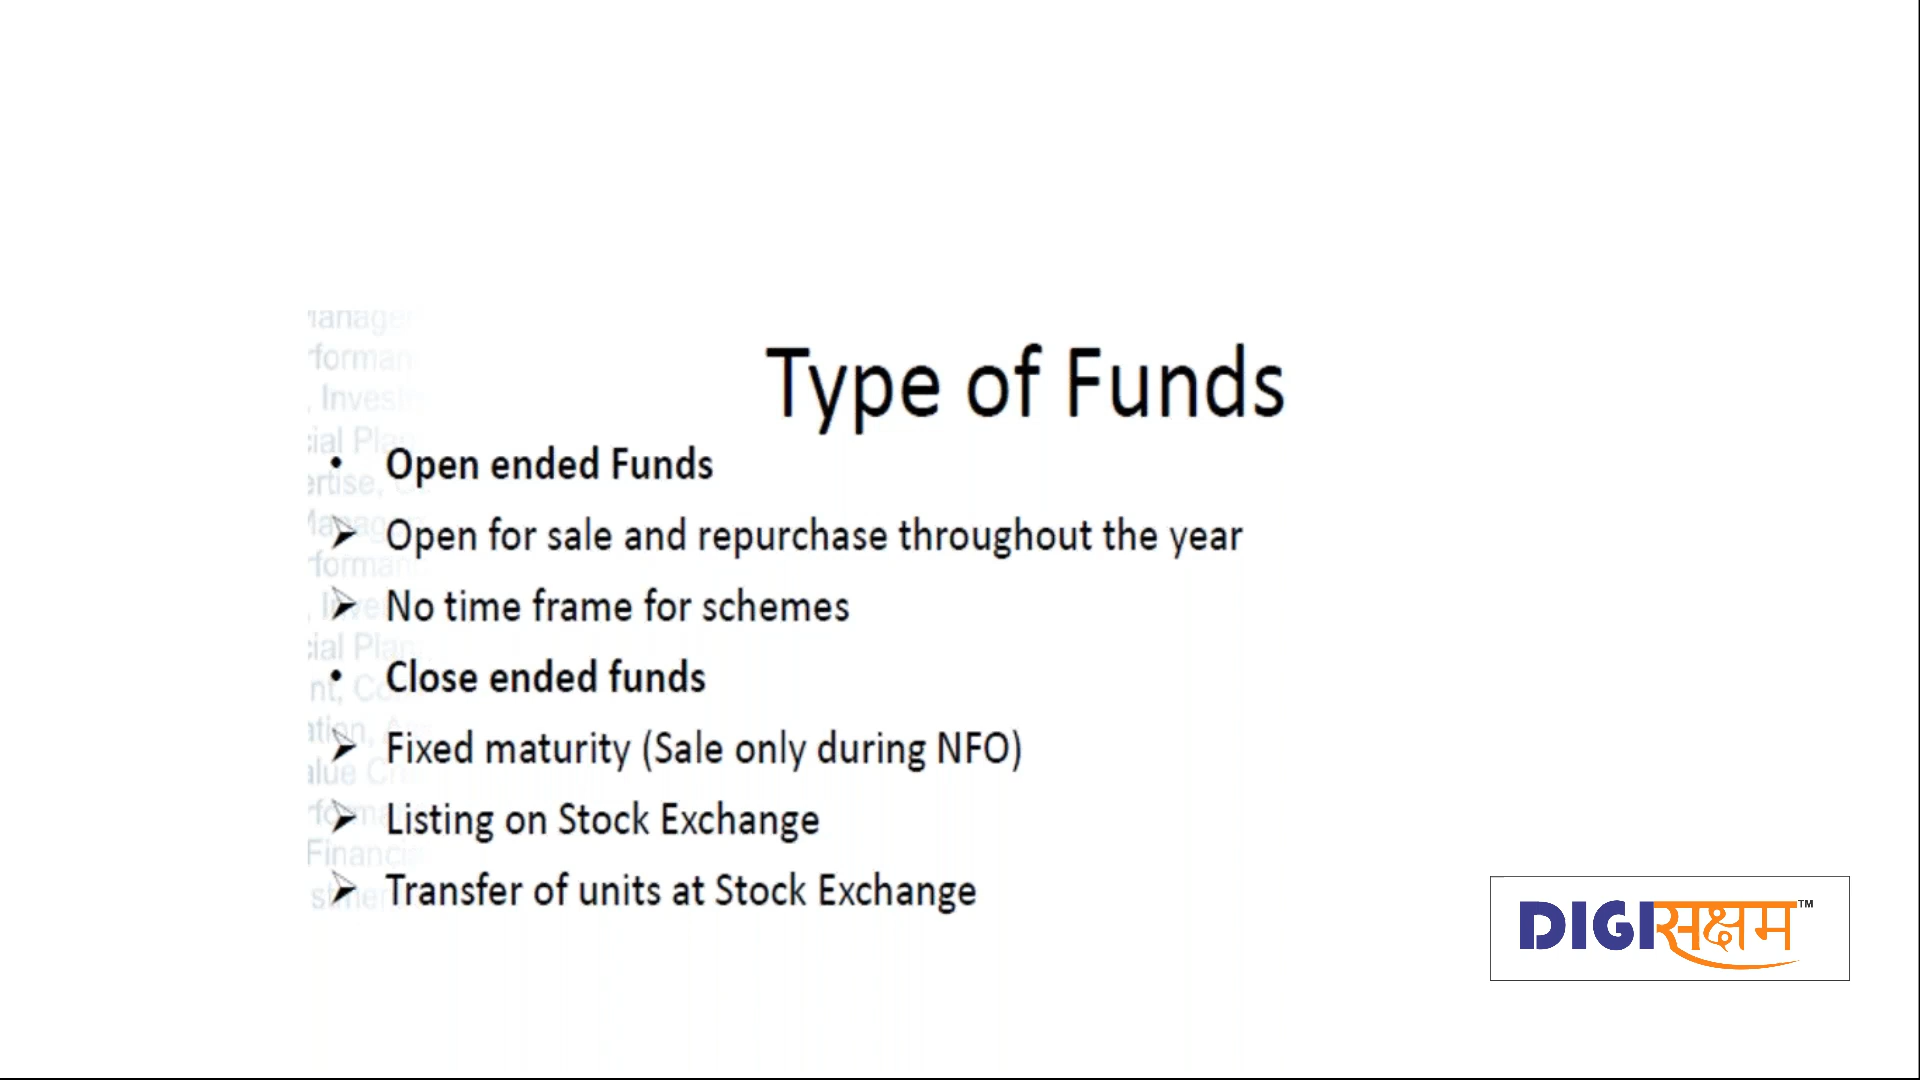 Type of Funds
• Open ended Funds
➢ Open for sale and repurchase throughout the year
➢ No time frame for schemes
• Close ended funds
➢ Fixed maturity (Sale only during NFO)
➢ Listing on Stock Exchange
➢ Transfer of units at Stock Exchange
DIGIसक्षम™